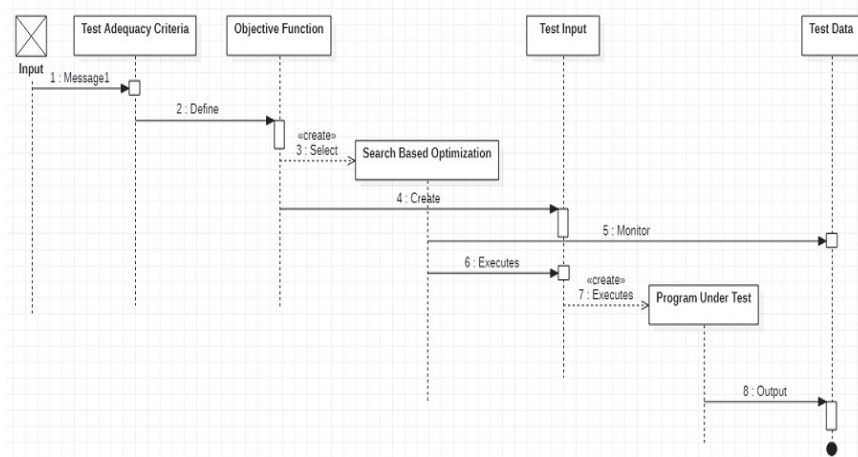 Test Adequacy Criteria
Objective Function
Test Input
Test Data
Input
1 : Message1
2 : Define
«create»
3 : Select
Search Based Optimization
4 : Create
5 : Monitor
6 : Executes
«create»
7 : Executes
Program Under Test
8 : Output